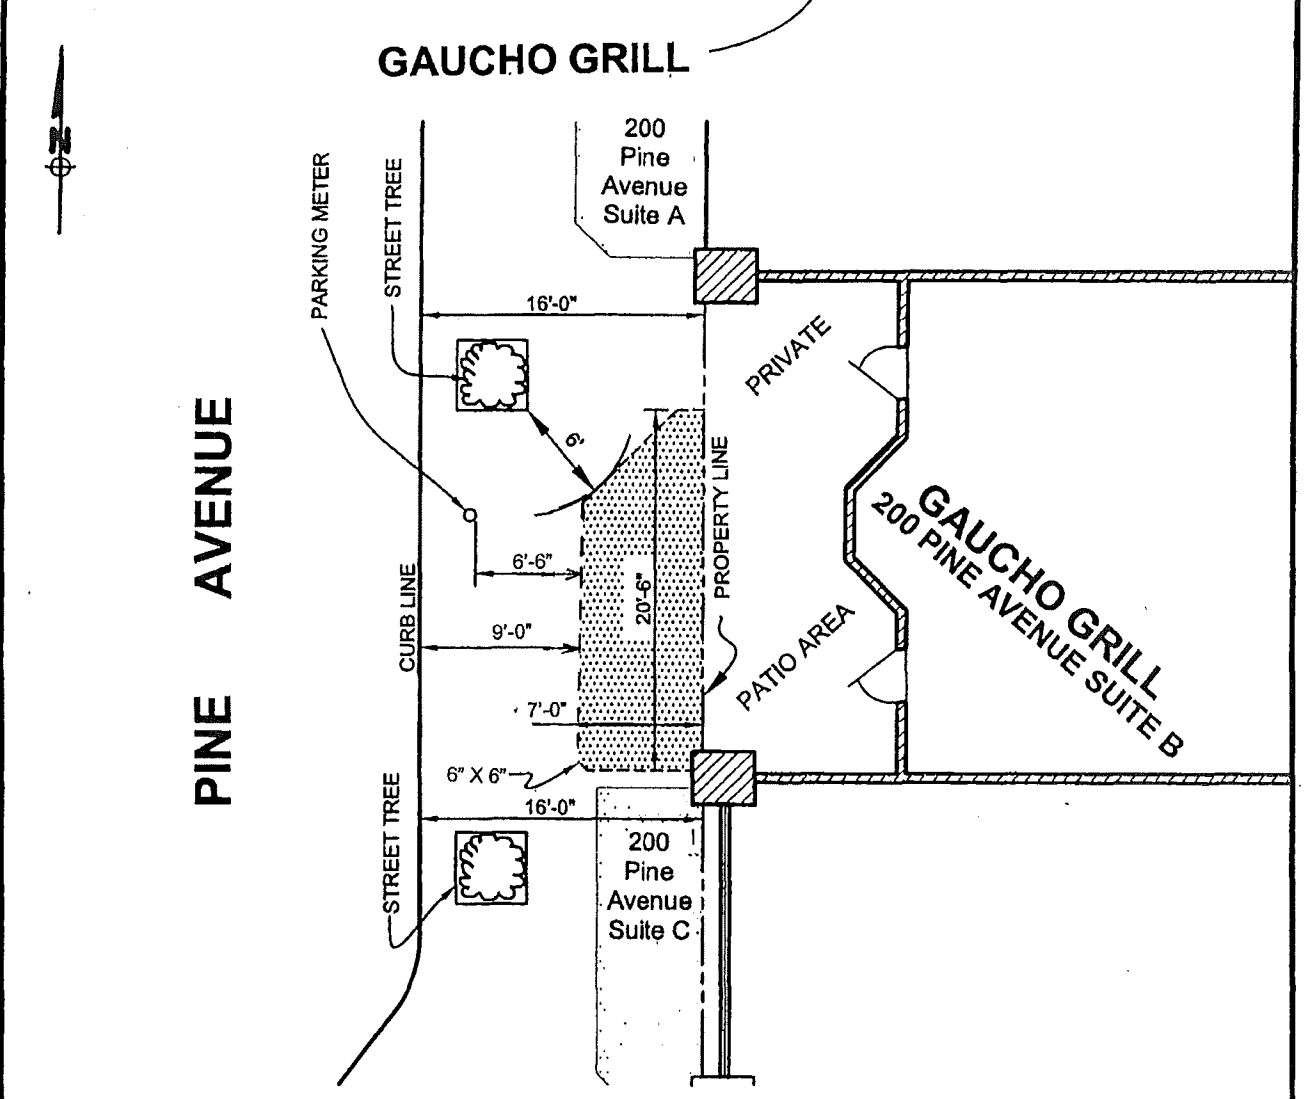 GAUCHO GRILL
N
200
Pine
Avenue
Suite A
PARKING METER
STREET TREE
16'-0"
PRIVATE
6'
PROPERTY LINE
GAUCHO GRILL
200 PINE AVENUE SUITE B
PINE AVENUE
6'-6"
20'-6"
CURB LINE
9'-0"
PATIO AREA
7'-0"
6" X 6"
16'-0"
STREET TREE
200
Pine
Avenue
Suite C